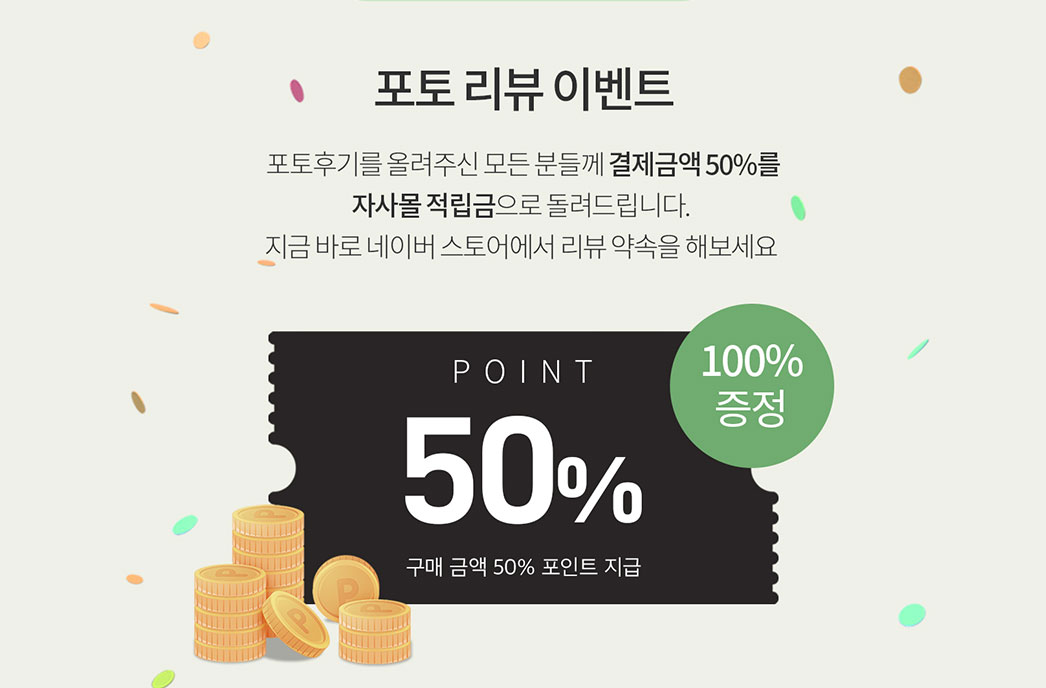 포토 리뷰 이벤트
포토후기를 올려주신 모든 분들께 결제금액 50%를
자사몰 적립금으로 돌려드립니다.
지금 바로 네이버 스토어에서 리뷰 약속을 해보세요
100%
증정
POINT
50%
구매 금액 50% 포인트 지급
P
P
P
P